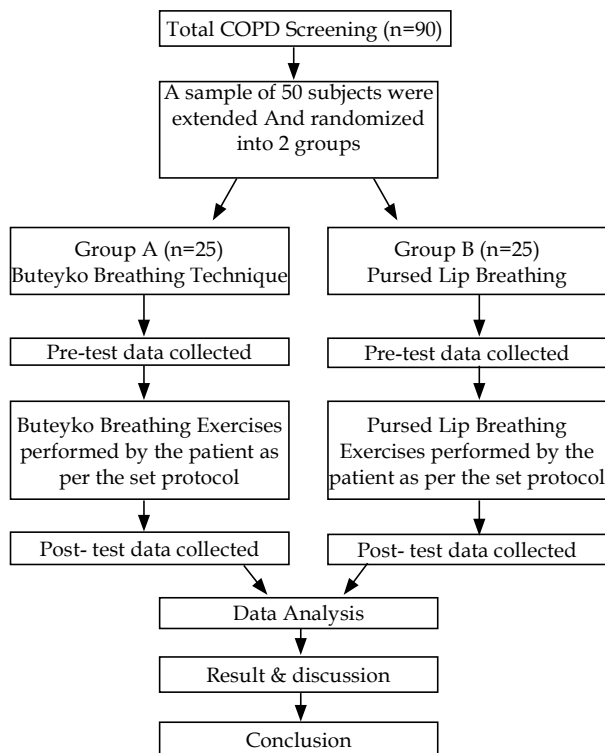 Total COPD Screening (n=90)
A sample of 50 subjects were
extended And randomized
into 2 groups
Group A (n=25)
Buteyko Breathing Technique
Group B (n=25)
Pursed Lip Breathing
Pre-test data collected
Pre-test data collected
Buteyko Breathing Exercises
performed by the patient as
per the set protocol
Pursed Lip Breathing
Exercises performed by the
patient as per the set protocol
Post- test data collected
Post- test data collected
Data Analysis
Result & discussion
Conclusion